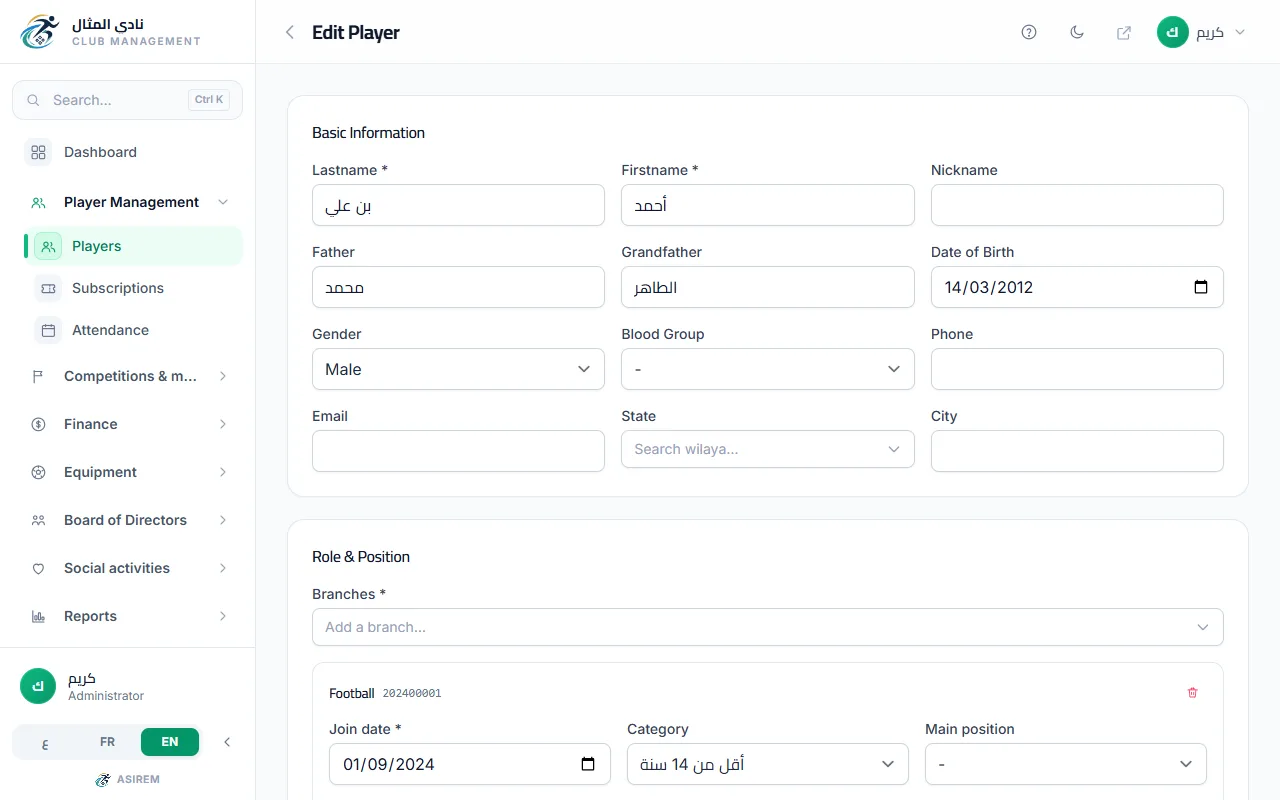 نادي المثال
CLUB MANAGEMENT
Search...
Ctrl K
Dashboard
Player Management
Players
Subscriptions
Attendance
Competitions & m...
Finance
Equipment
Board of Directors
Social activities
Reports
ك
كريم
Administrator
ع FR EN
ASIREM
Edit Player
ك كريم
Basic Information
Lastname * Firstname * Nickname
بن علي أحمد
Father Grandfather Date of Birth
محمد الطاهر 14/03/2012
Gender Blood Group Phone
Male -
Email State City
Search wilaya...
Role & Position
Branches *
Add a branch...
Football 202400001
Join date * Category Main position
01/09/2024 أقل من 14 سنة -